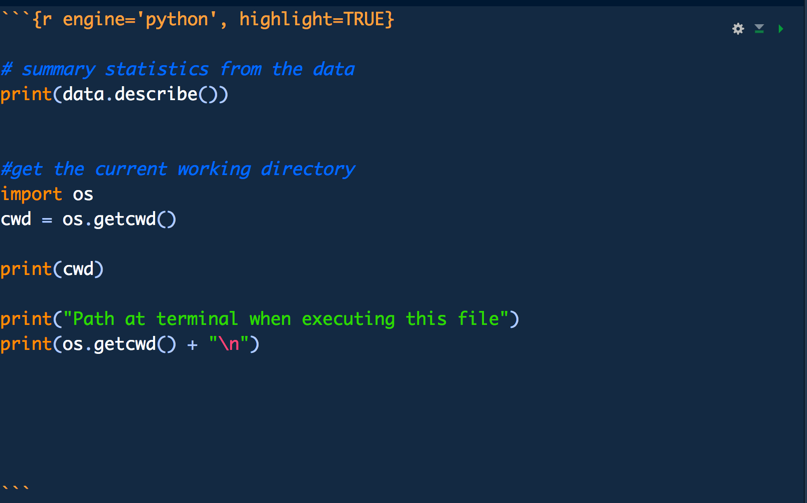 ```{r engine='python', highlight=TRUE}
# summary statistics from the data
print(data.describe())
#get the current working directory
import os
cwd = os.getcwd()
print(cwd)
print("Path at terminal when executing this file")
print(os.getcwd() + "\n")
```